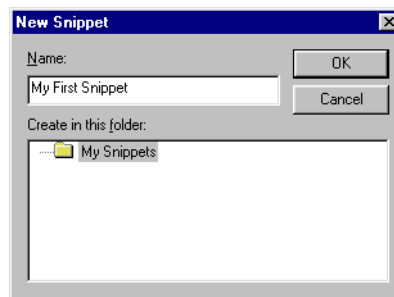 New Snippet
Name:
OK
My First Snippet
Cancel
Create in this folder:
My Snippets